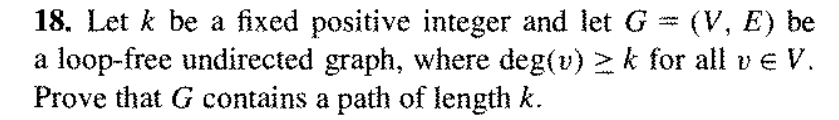 18. Let k be a fixed positive integer and let G = (V, E) be
a loop-free undirected graph, where deg(v) ≥ k for all v ∈ V.
Prove that G contains a path of length k.